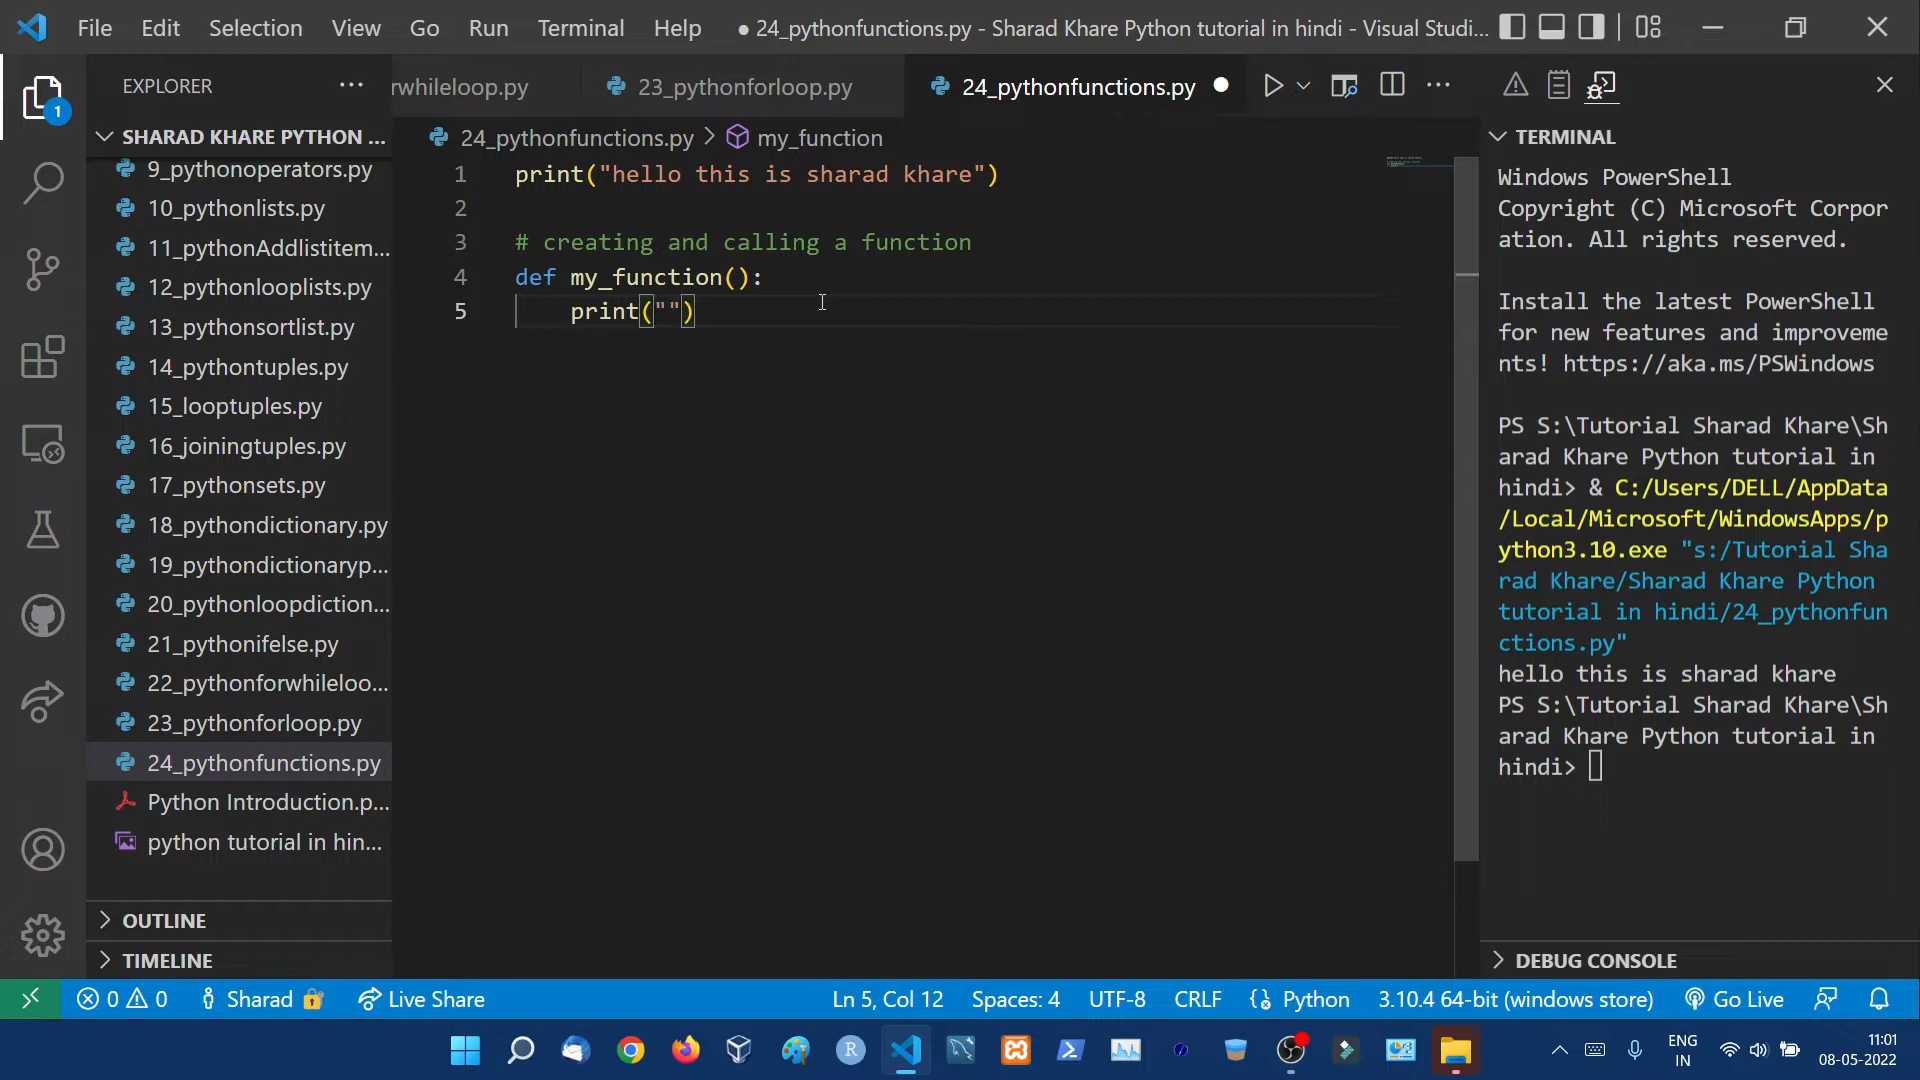 File Edit Selection View Go Run Terminal Help ● 24_pythonfunctions.py - Sharad Khare Python tutorial in hindi - Visual Studi...
EXPLORER ...
rwhileloop.py 23_pythonforloop.py 24_pythonfunctions.py
SHARAD KHARE PYTHON ...
9_pythonoperators.py
10_pythonlists.py
11_pythonAddlistitem...
12_pythonlooplists.py
13_pythonsortlist.py
14_pythontuples.py
15_looptuples.py
16_joiningtuples.py
17_pythonsets.py
18_pythondictionary.py
19_pythondictionaryp...
20_pythonloopdiction...
21_pythonifelse.py
22_pythonforwhileloo...
23_pythonforloop.py
24_pythonfunctions.py
Python Introduction.p...
python tutorial in hin...
OUTLINE
TIMELINE
1
24_pythonfunctions.py > my_function
1 print("hello this is sharad khare")
2
3 # creating and calling a function
4 def my_function():
5 print("")
TERMINAL
Windows PowerShell
Copyright (C) Microsoft Corpor
ation. All rights reserved.
Install the latest PowerShell
for new features and improveme
nts! https://aka.ms/PSWindows
PS S:\Tutorial Sharad Khare\Sh
arad Khare Python tutorial in
hindi> & C:/Users/DELL/AppData
/Local/Microsoft/WindowsApps/p
ython3.10.exe "s:/Tutorial Sha
rad Khare/Sharad Khare Python
tutorial in hindi/24_pythonfun
ctions.py"
hello this is sharad khare
PS S:\Tutorial Sharad Khare\Sh
arad Khare Python tutorial in
hindi>
DEBUG CONSOLE
0 0 Sharad Live Share Ln 5, Col 12 Spaces: 4 UTF-8 CRLF Python 3.10.4 64-bit (windows store) Go Live
R
ENG
IN
11:01
08-05-2022